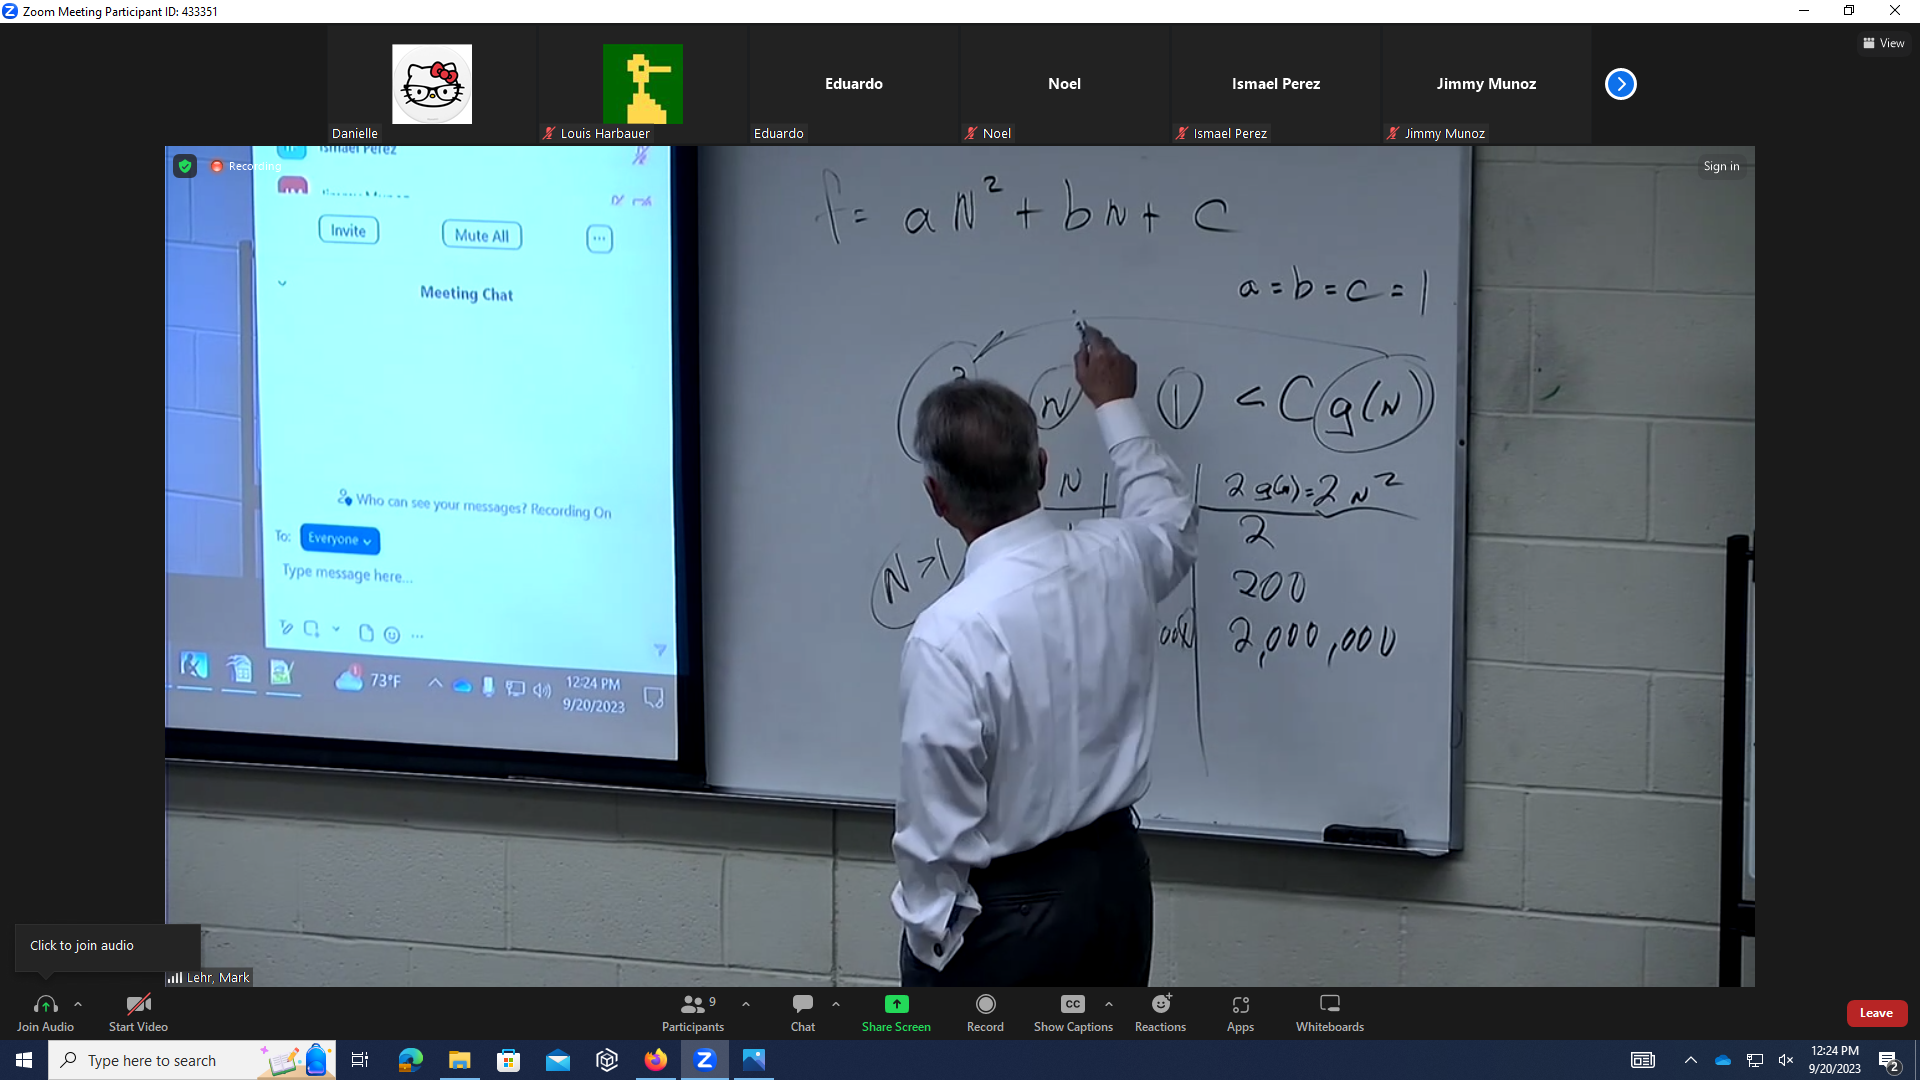 Zoom Meeting Participant ID: 433351
View
Eduardo
Noel
Ismael Perez
Jimmy Munoz
Danielle
Louis Harbauer
Eduardo
Noel
Ismael Perez
Jimmy Munoz
Recording
Sign in
Ismael Perez
Invite
Mute All
Meeting Chat
Who can see your messages? Recording On
To: Everyone
Type message here...
73°F
12:24 PM
9/20/2023
f = aN² + bN + C
a = b = c = 1
2 N 1 < C g(N)
N 2 g(N) = 2 N²
2
N > 1
200
2,000,000
Click to join audio
Lehr, Mark
Join Audio
Start Video
Participants
9
Chat
Share Screen
CC
Record
Show Captions
Reactions
Apps
Whiteboards
Leave
Type here to search
12:24 PM
9/20/2023
2